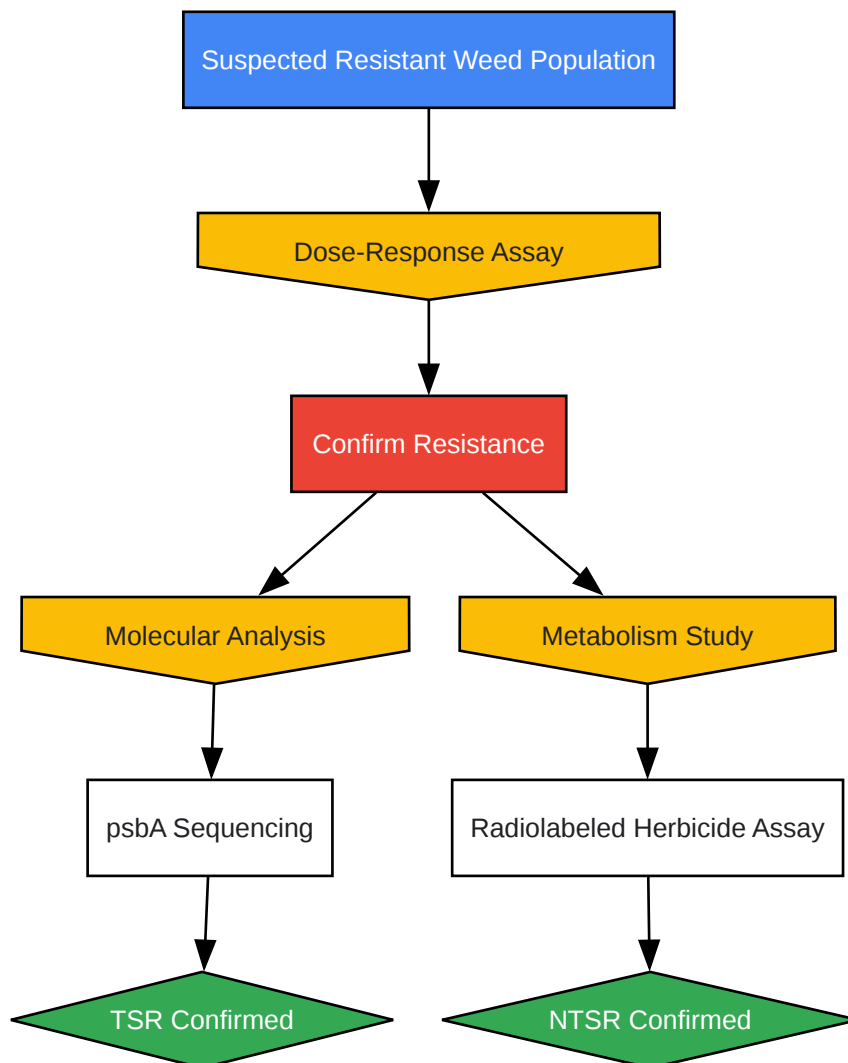 Suspected Resistant Weed Population
Dose-Response Assay
Confirm Resistance
Molecular Analysis
Metabolism Study
psbA Sequencing
Radiolabeled Herbicide Assay
TSR Confirmed
NTSR Confirmed